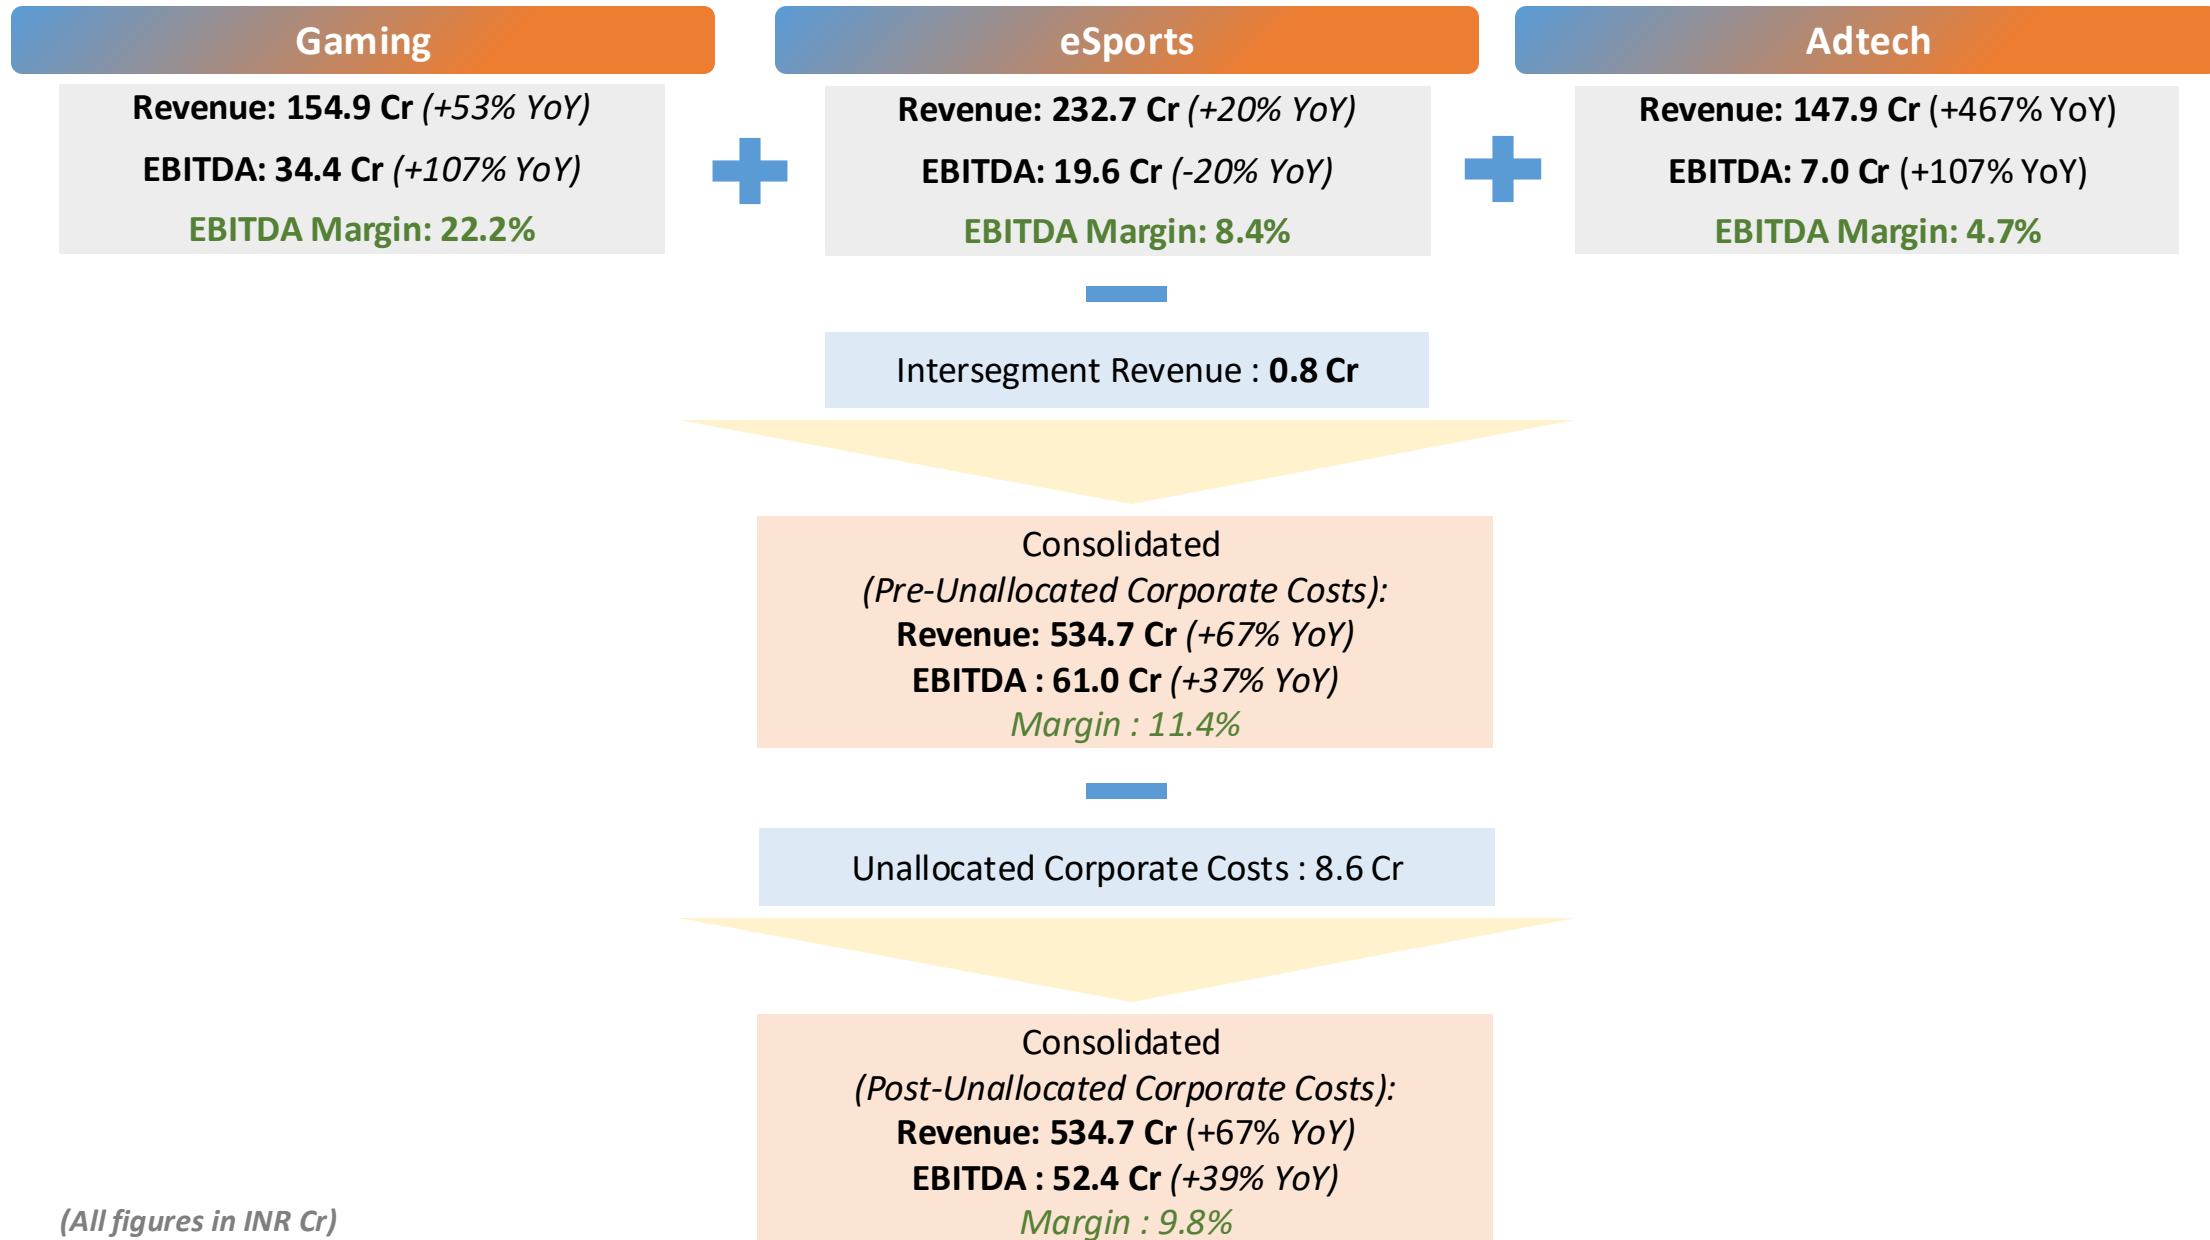 Gaming
Revenue: 154.9 Cr (+53% YoY)
EBITDA: 34.4 Cr (+107% YoY)
EBITDA Margin: 22.2%
eSports
Revenue: 232.7 Cr (+20% YoY)
EBITDA: 19.6 Cr (-20% YoY)
EBITDA Margin: 8.4%
Adtech
Revenue: 147.9 Cr (+467% YoY)
EBITDA: 7.0 Cr (+107% YoY)
EBITDA Margin: 4.7%
Intersegment Revenue : 0.8 Cr
Consolidated
(Pre-Unallocated Corporate Costs):
Revenue: 534.7 Cr (+67% YoY)
EBITDA : 61.0 Cr (+37% YoY)
Margin : 11.4%
Unallocated Corporate Costs : 8.6 Cr
Consolidated
(Post-Unallocated Corporate Costs):
Revenue: 534.7 Cr (+67% YoY)
EBITDA : 52.4 Cr (+39% YoY)
Margin : 9.8%
(All figures in INR Cr)